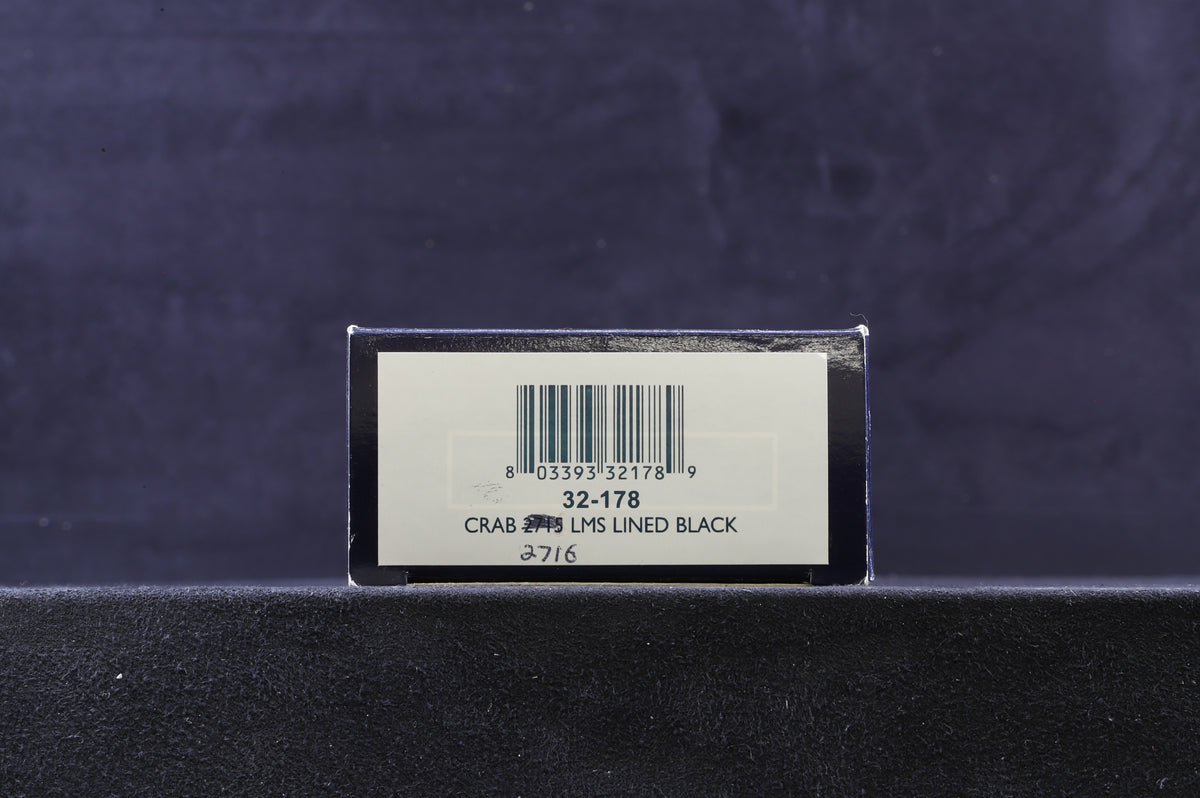 8 03393 32178 9
32-178
CRAB 2715 LMS LINED BLACK
2716